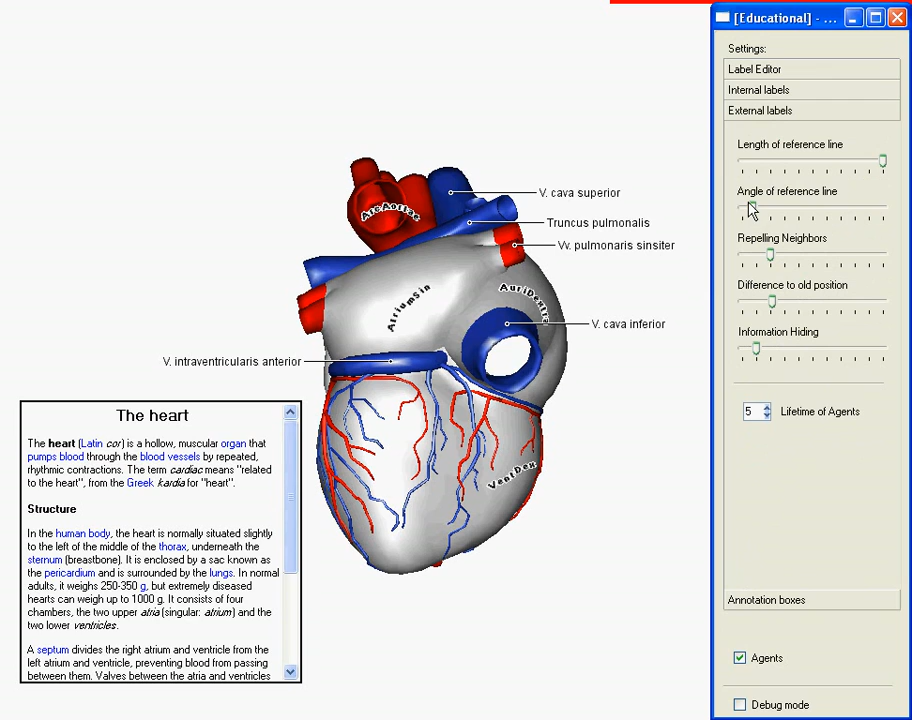 [Educational] - ...
Settings:
Label Editor
Internal labels
External labels
Length of reference line
Angle of reference line
Repelling Neighbors
Difference to old position
Information Hiding
5 Lifetime of Agents
Annotation boxes
Agents
Debug mode
ArcAortae
V. cava superior
Truncus pulmonalis
Vv. pulmonaris sinsiter
AtriumSin
AuriDextra
V. cava inferior
V. intraventricularis anterior
VentDex
The heart
The heart (Latin cor) is a hollow, muscular organ that
pumps blood through the blood vessels by repeated,
rhythmic contractions. The term cardiac means "related
to the heart", from the Greek kardia for "heart".
Structure
In the human body, the heart is normally situated slightly
to the left of the middle of the thorax, underneath the
sternum (breastbone). It is enclosed by a sac known as
the pericardium and is surrounded by the lungs. In normal
adults, it weighs 250-350 g, but extremely diseased
hearts can weigh up to 1000 g. It consists of four
chambers, the two upper atria (singular: atrium) and the
two lower ventricles.
A septum divides the right atrium and ventricle from the
left atrium and ventricle, preventing blood from passing
between them. Valves between the atria and ventricles